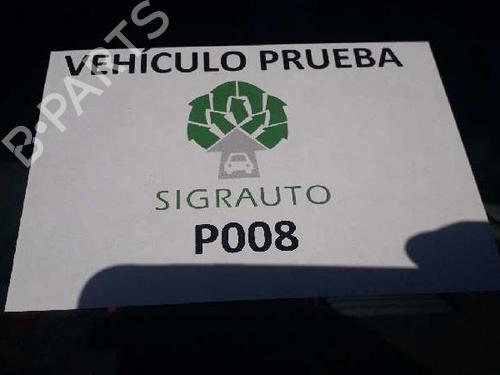 VEHÍCULO PRUEBA
SIGRAUTO
P008
B-PARTS